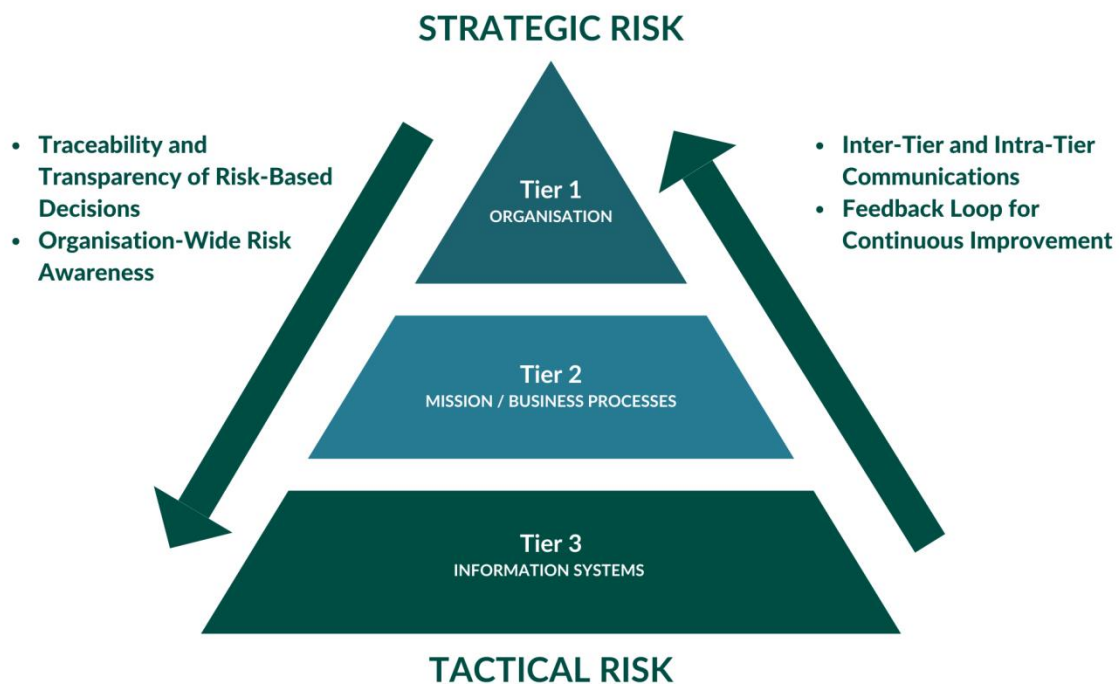 STRATEGIC RISK
• Traceability and
Transparency of Risk-Based
Decisions
• Organisation-Wide Risk
Awareness
• Inter-Tier and Intra-Tier
Communications
• Feedback Loop for
Continuous Improvement
Tier 1
ORGANISATION
Tier 2
MISSION / BUSINESS PROCESSES
Tier 3
INFORMATION SYSTEMS
TACTICAL RISK